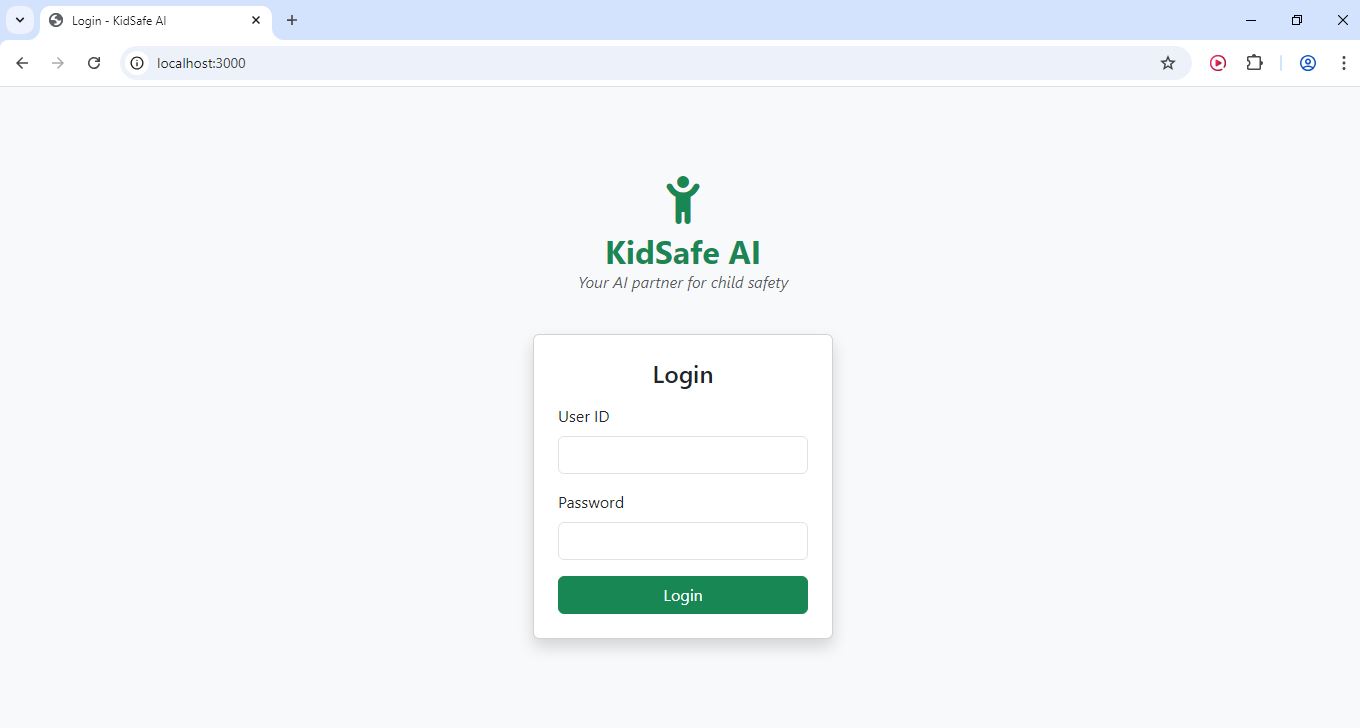 Login - KidSafe AI
localhost:3000
KidSafe AI
Your AI partner for child safety
Login
User ID
Password
Login